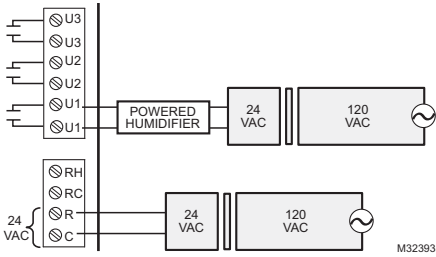 U3
U3
U2
U2
U1
U1
POWERED
HUMIDIFIER
24
VAC
120
VAC
RH
RC
R
C
24
VAC
24
VAC
120
VAC
M32393